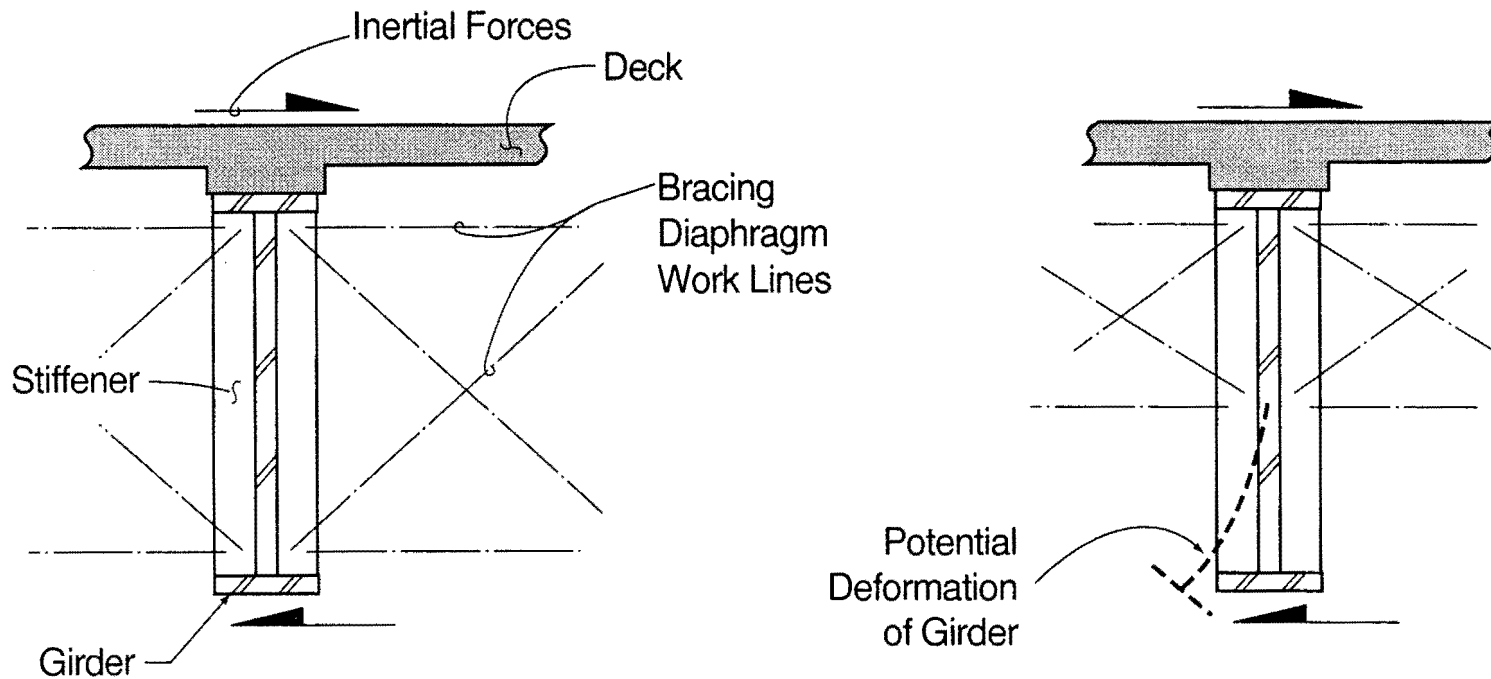 Inertial Forces
Deck
Bracing
Diaphragm
Work Lines
Stiffener
Girder
Potential
Deformation
of Girder